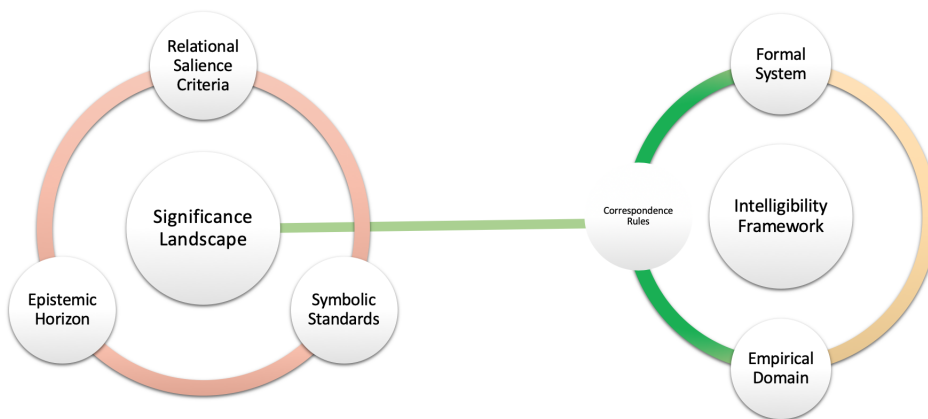 Relational
Salience
Criteria
Significance
Landscape
Epistemic
Horizon
Symbolic
Standards
Formal
System
Correspondence
Rules
Intelligibility
Framework
Empirical
Domain